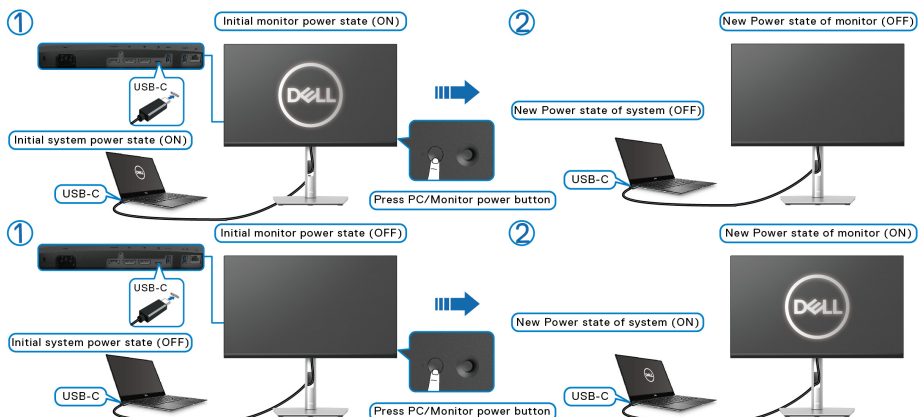 1
Initial monitor power state (ON)
2
New Power state of monitor (OFF)
USB-C
DELL
New Power state of system (OFF)
Initial system power state (ON)
DELL
USB-C
USB-C
Press PC/Monitor power button
1
Initial monitor power state (OFF)
2
New Power state of monitor (ON)
USB-C
DELL
New Power state of system (ON)
Initial system power state (OFF)
DELL
USB-C
USB-C
Press PC/Monitor power button